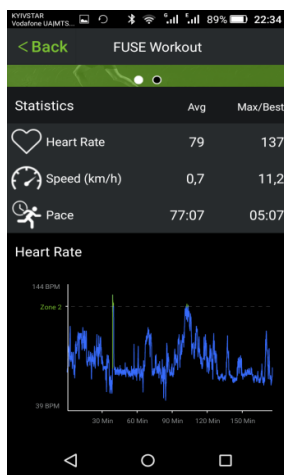 KYIVSTAR
Vodafone UA|MTS... 89% 22:34
< Back FUSE Workout
Statistics Avg Max/Best
Heart Rate 79 137
Speed (km/h) 0,7 11,2
Pace 77:07 05:07
Heart Rate
144 BPM
Zone 2
39 BPM
30 Min 60 Min 90 Min 120 Min 150 Min